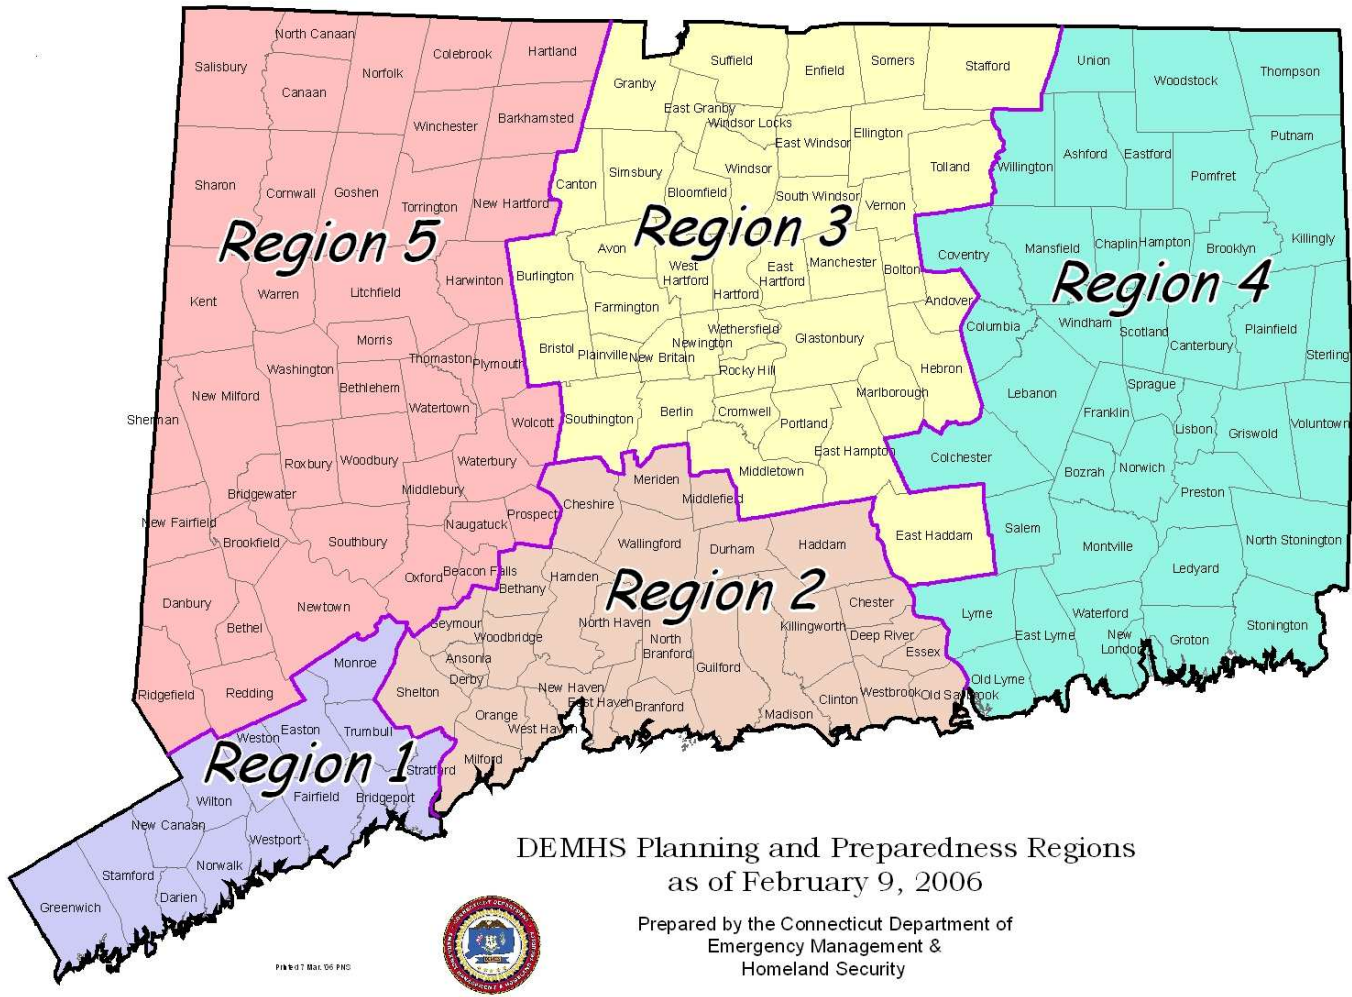 North Canaan
Colebrook
Hartland
Salisbury
Norfolk
Canaan
Winchester
Barkhamsted
Sharon
Cornwall
Goshen
Torrington
New Hartford
Region 5
Kent
Warren
Litchfield
Harwinton
Morris
Washington
Bethlehem
Thomaston
Plymouth
New Milford
Watertown
Sherman
Wolcott
Roxbury
Woodbury
Waterbury
Bridgewater
Middlebury
New Fairfield
Naugatuck
Prospect
Brookfield
Southbury
Oxford
Beacon Falls
Danbury
Newtown
Bethel
Ridgefield
Redding
Suffield
Enfield
Somers
Stafford
Granby
East Granby
Windsor Locks
East Windsor
Ellington
Tolland
Canton
Simsbury
Windsor
Bloomfield
South Windsor
Vernon
Region 3
Avon
West
Hartford
East
Hartford
Manchester
Bolton
Burlington
Hartford
Andover
Farmington
Wethersfield
Newington
Glastonbury
Bristol
Plainville
New Britain
Rocky Hill
Hebron
Marlborough
Southington
Berlin
Cromwell
Portland
East Hampton
Middletown
East Haddam
Union
Woodstock
Thompson
Putnam
Willington
Ashford
Eastford
Pomfret
Mansfield
Chaplin
Hampton
Brooklyn
Killingly
Coventry
Region 4
Columbia
Windham
Scotland
Canterbury
Plainfield
Sterling
Lebanon
Sprague
Franklin
Lisbon
Griswold
Voluntown
Colchester
Bozrah
Norwich
Preston
Salem
Montville
North Stonington
Ledyard
Lyme
East Lyme
Waterford
New
London
Groton
Stonington
Old Lyme
Meriden
Cheshire
Middlefield
Wallingford
Durham
Haddam
Hamden
Bethany
Region 2
Chester
Seymour
Woodbridge
North Haven
North
Branford
Killingworth
Deep River
Essex
Ansonia
Derby
Guilford
Shelton
New Haven
East Haven
Branford
Clinton
Westbrook
Old Saybrook
Orange
West Haven
Madison
Milford
Monroe
Easton
Trumbull
Weston
Region 1
Stratford
Wilton
Fairfield
Bridgeport
New Canaan
Westport
Norwalk
Stamford
Darien
Greenwich
DEMHS Planning and Preparedness Regions
as of February 9, 2006
Prepared by the Connecticut Department of
Emergency Management &
Homeland Security
Printed 7 Mar. '06 PNS